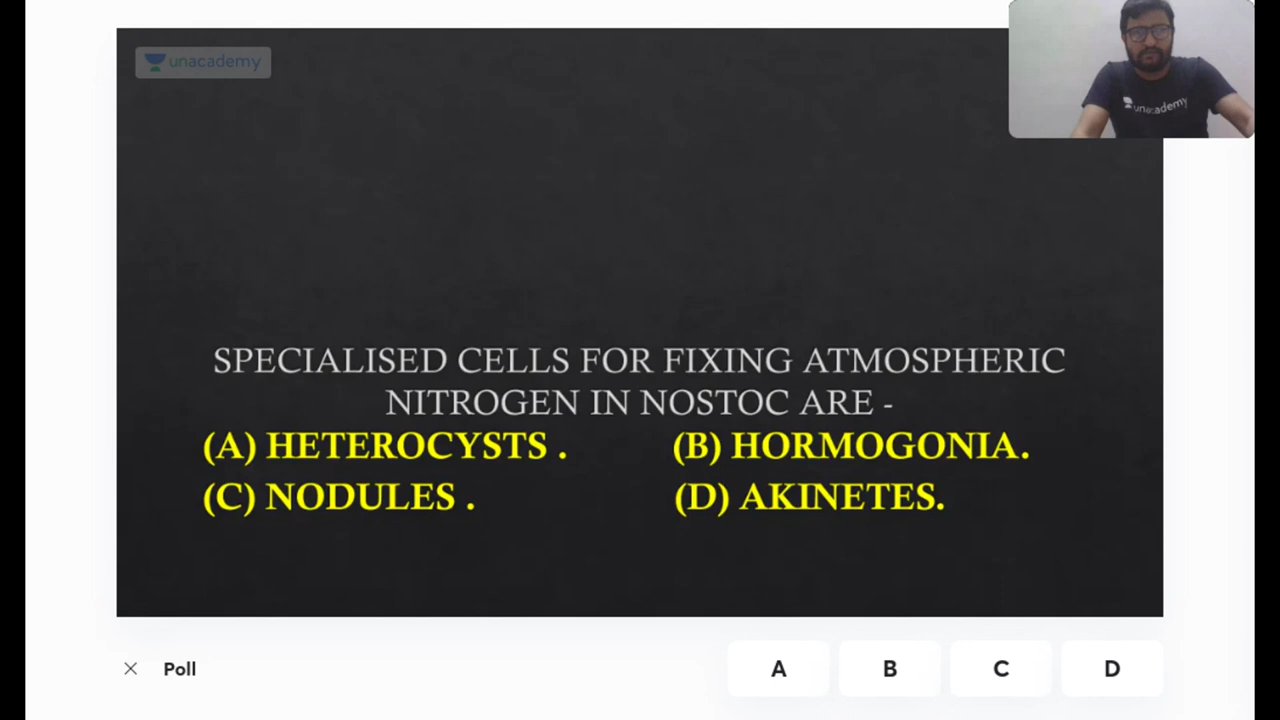 unacademy
unacademy
SPECIALISED CELLS FOR FIXING ATMOSPHERIC
NITROGEN IN NOSTOC ARE -
(A) HETEROCYSTS . (B) HORMOGONIA.
(C) NODULES . (D) AKINETES.
Poll A B C D